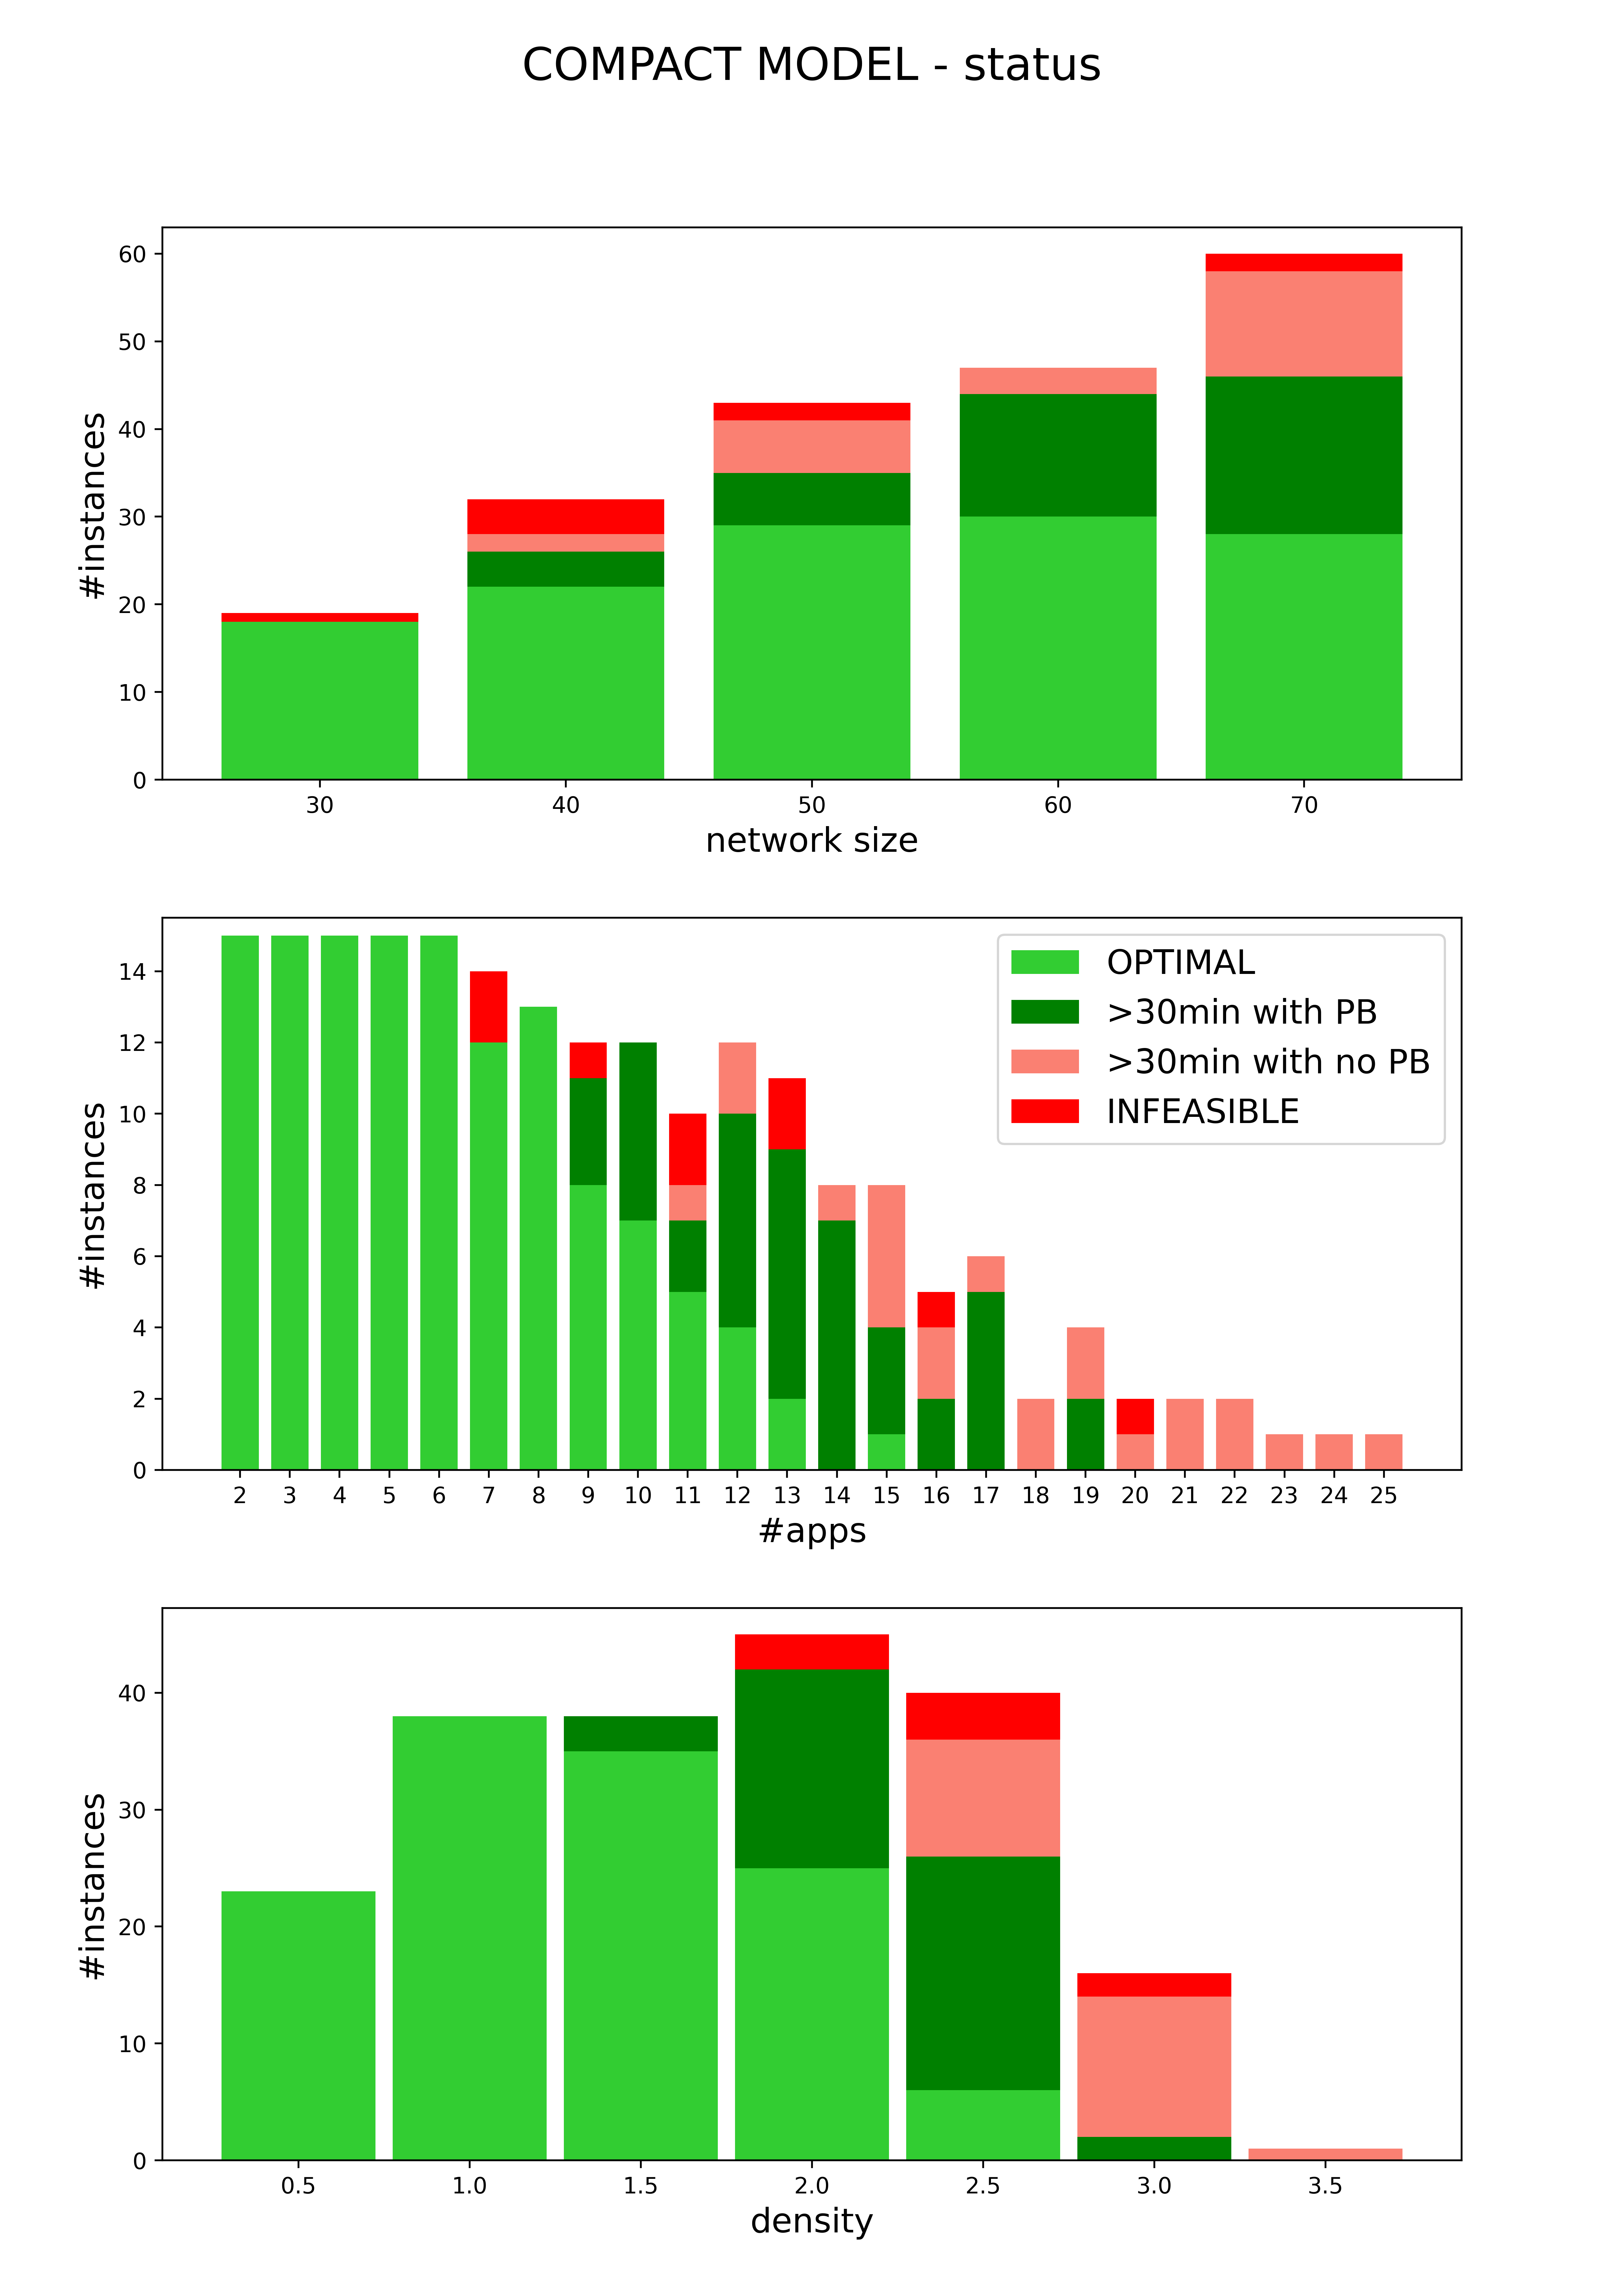 COMPACT MODEL - status
60
50
40
30
20
10
0
#instances
30 40 50 60 70
network size
14
12
10
8
6
4
2
0
#instances
OPTIMAL
>30min with PB
>30min with no PB
INFEASIBLE
2 3 4 5 6 7 8 9 10 11 12 13 14 15 16 17 18 19 20 21 22 23 24 25
#apps
40
30
20
10
0
#instances
0.5 1.0 1.5 2.0 2.5 3.0 3.5
density